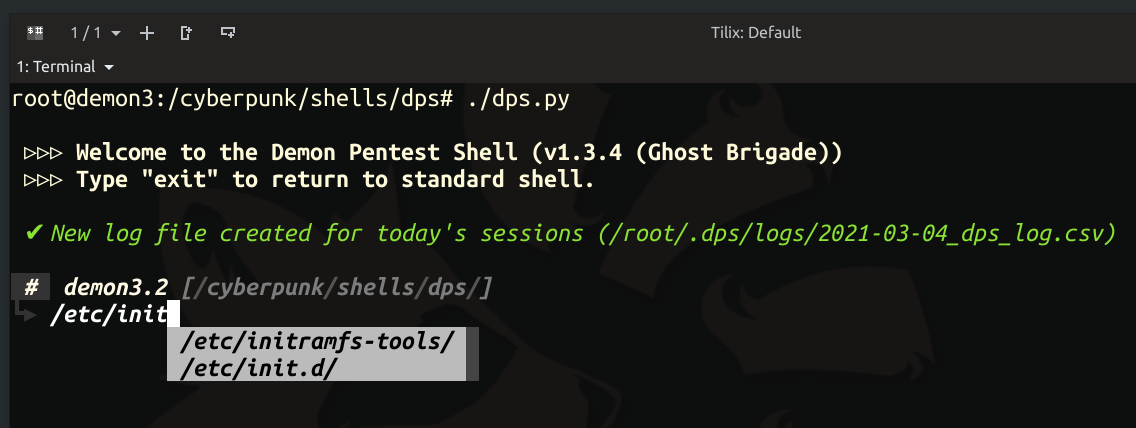 1 / 1
Tilix: Default
1: Terminal
root@demon3:/cyberpunk/shells/dps# ./dps.py
▷▷▷ Welcome to the Demon Pentest Shell (v1.3.4 (Ghost Brigade))
▷▷▷ Type "exit" to return to standard shell.
✔ New log file created for today's sessions (/root/.dps/logs/2021-03-04_dps_log.csv)
# demon3.2 [/cyberpunk/shells/dps/]
/etc/init
/etc/initramfs-tools/
/etc/init.d/